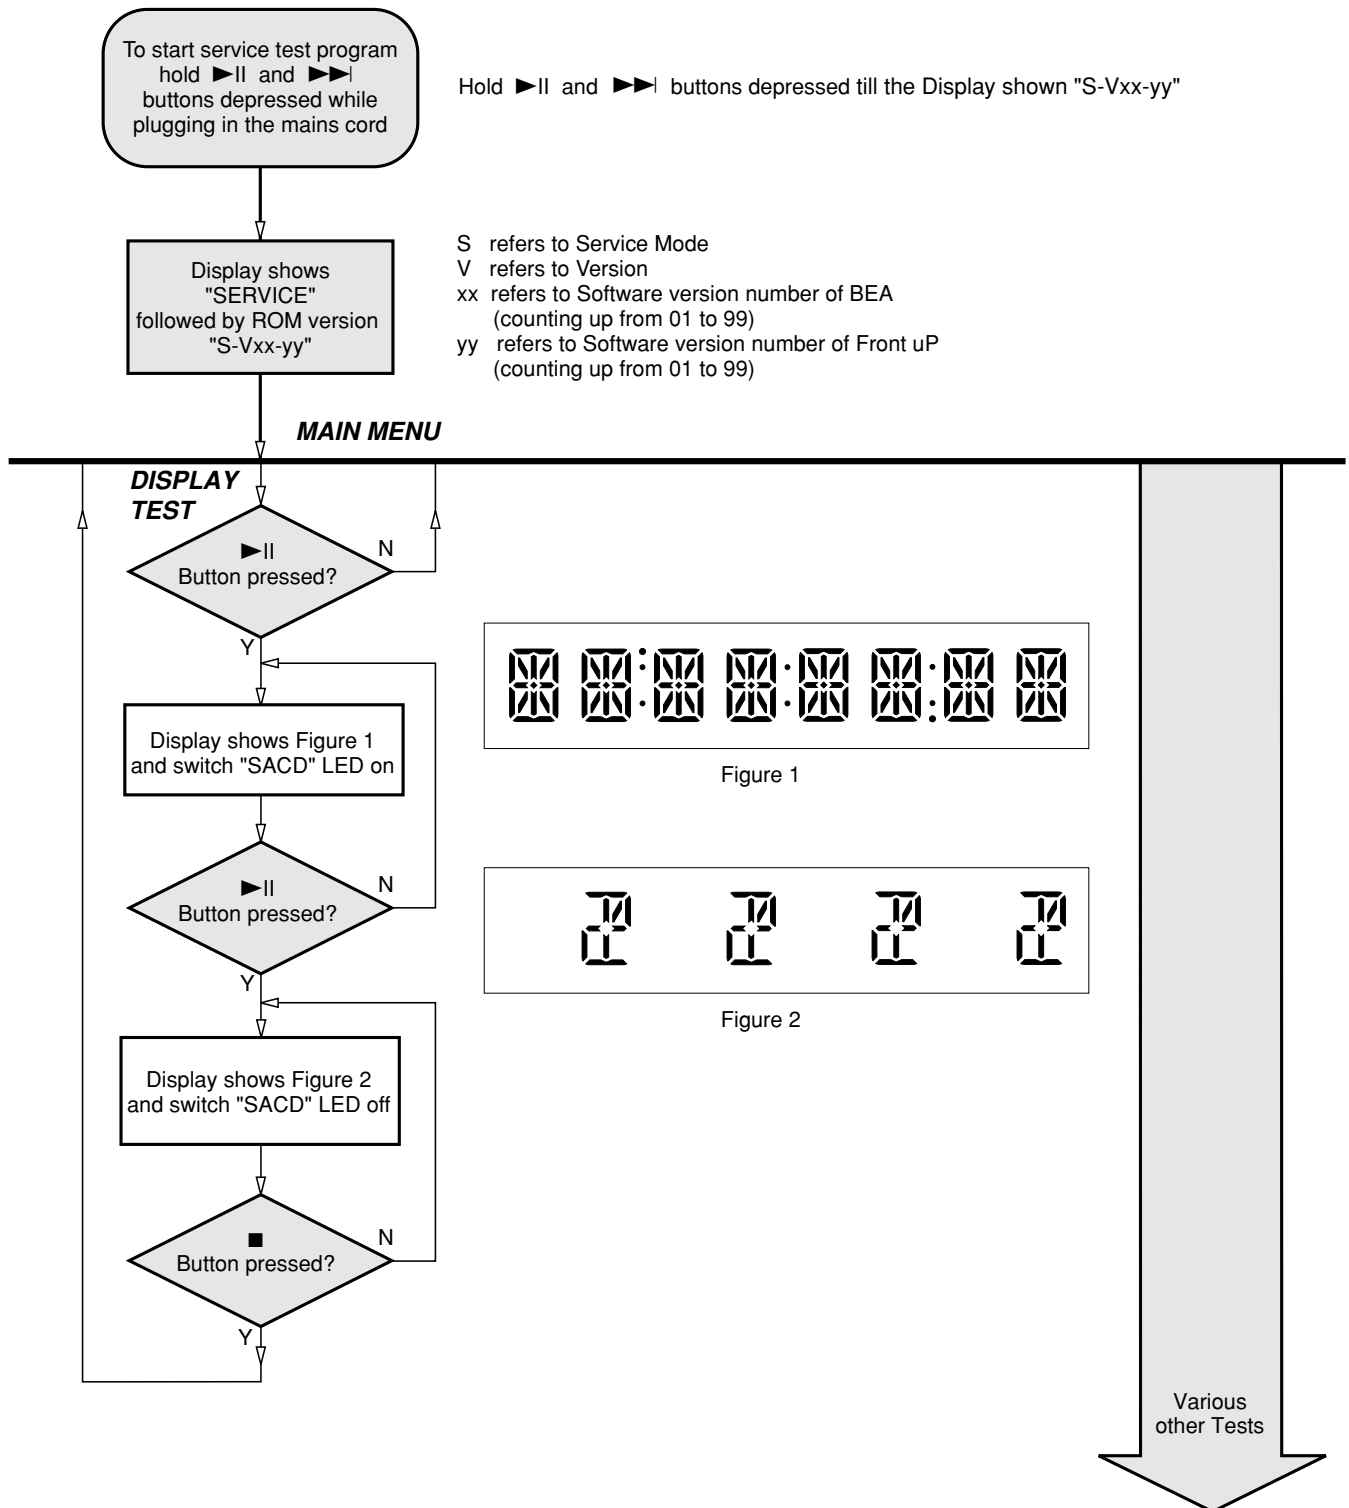 To start service test program
hold ►II and ►►I
buttons depressed while
plugging in the mains cord
Hold ►II and ►►I buttons depressed till the Display shown "S-Vxx-yy"
Display shows
"SERVICE"
followed by ROM version
"S-Vxx-yy"
S refers to Service Mode
V refers to Version
xx refers to Software version number of BEA
(counting up from 01 to 99)
yy refers to Software version number of Front uP
(counting up from 01 to 99)
MAIN MENU
DISPLAY
TEST
►II
Button pressed?
N
Y
Display shows Figure 1
and switch "SACD" LED on
Figure 1
►II
Button pressed?
N
Y
2 2 2 2
Figure 2
Display shows Figure 2
and switch "SACD" LED off
■
Button pressed?
N
Y
Various
other Tests